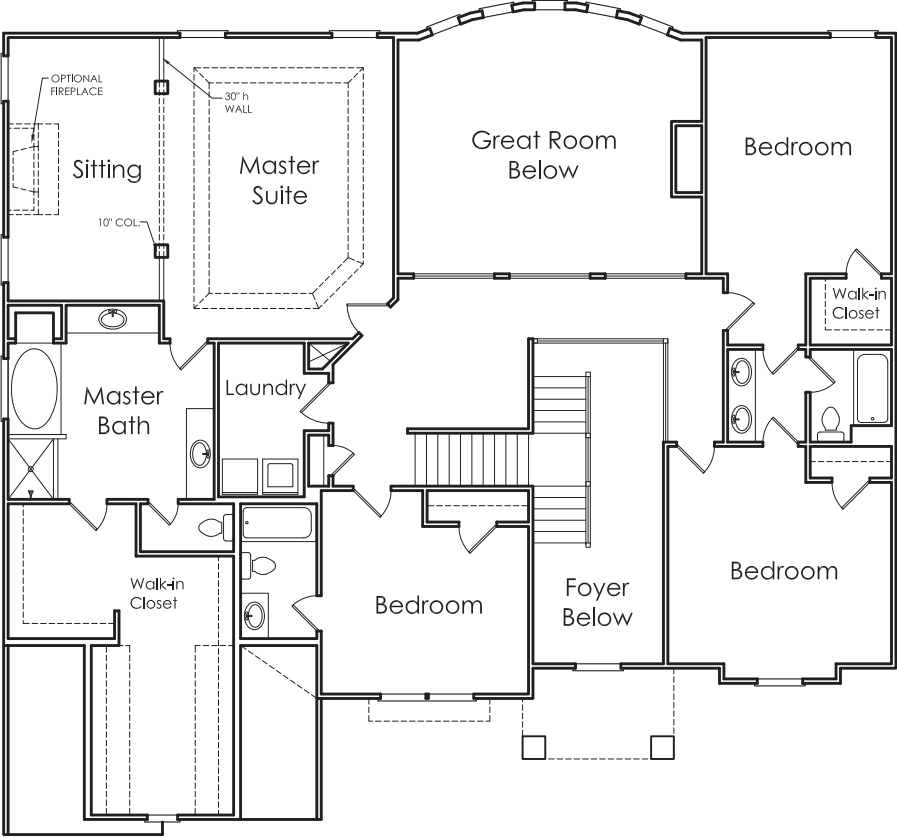 OPTIONAL
FIREPLACE
30" h
WALL
Sitting
Master
Suite
Great Room
Below
Bedroom
10" COL.
Walk-in
Closet
Laundry
Master
Bath
Walk-in
Closet
Bedroom
Foyer
Below
Bedroom